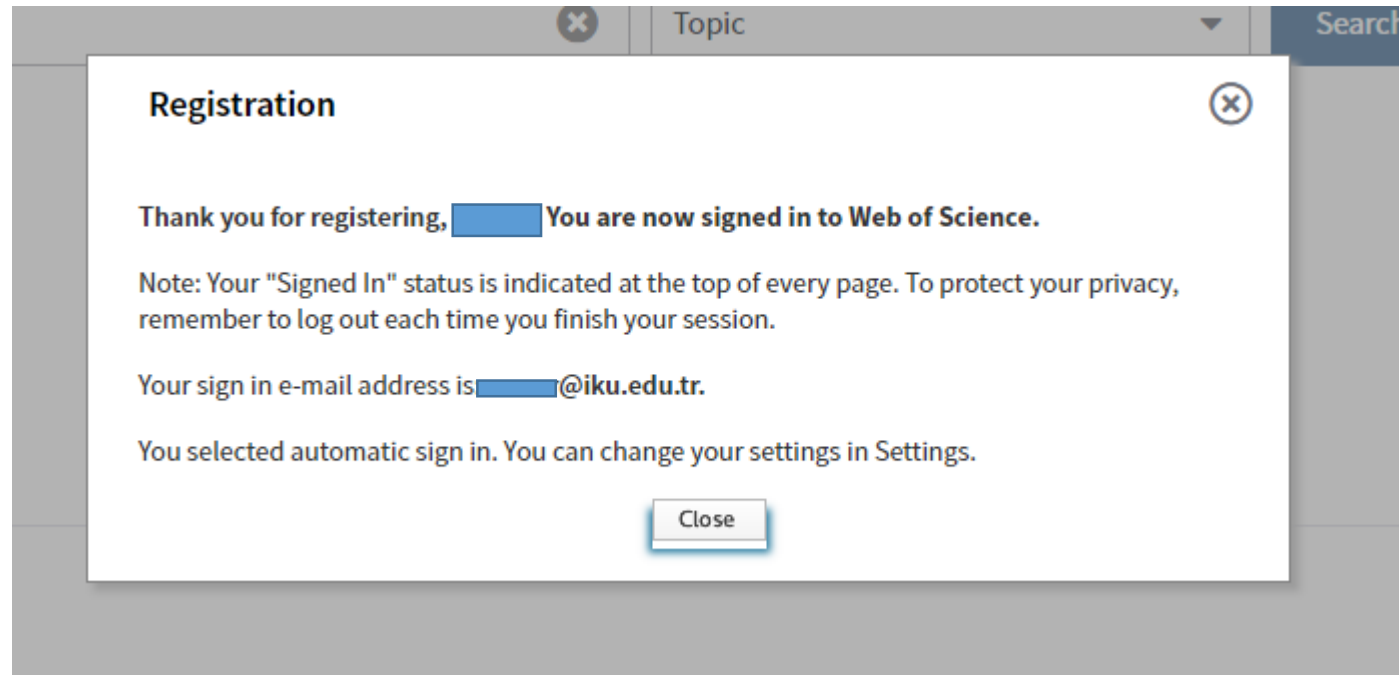 Topic
Search
Registration
Thank you for registering, You are now signed in to Web of Science.
Note: Your "Signed In" status is indicated at the top of every page. To protect your privacy,
remember to log out each time you finish your session.
Your sign in e-mail address is @iku.edu.tr.
You selected automatic sign in. You can change your settings in Settings.
Close